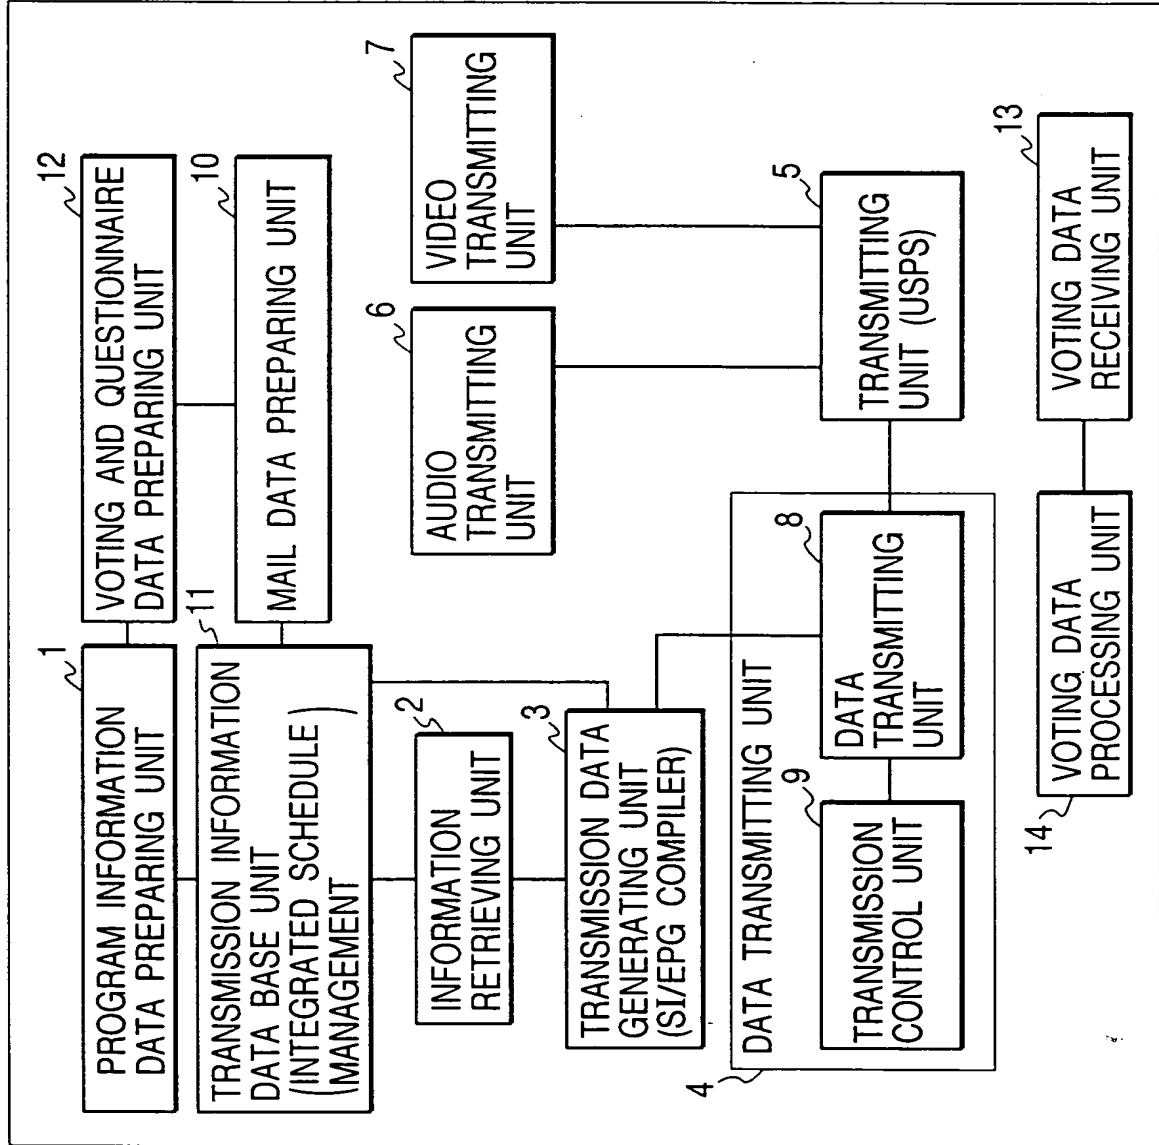 1
PROGRAM INFORMATION
DATA PREPARING UNIT
12
VOTING AND QUESTIONNAIRE
DATA PREPARING UNIT
11
TRANSMISSION INFORMATION
DATA BASE UNIT
(INTEGRATED SCHEDULE
MANAGEMENT)
10
MAIL DATA PREPARING UNIT
2
INFORMATION
RETRIEVING UNIT
6
AUDIO
TRANSMITTING
UNIT
7
VIDEO
TRANSMITTING
UNIT
3
TRANSMISSION DATA
GENERATING UNIT
(SI/EPG COMPILER)
4
DATA TRANSMITTING UNIT
9
TRANSMISSION
CONTROL UNIT
8
DATA
TRANSMITTING
UNIT
5
TRANSMITTING
UNIT (USPS)
14
VOTING DATA
PROCESSING UNIT
13
VOTING DATA
RECEIVING UNIT